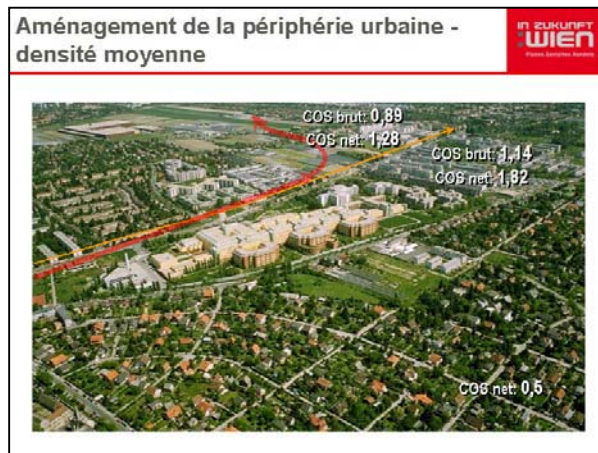 Aménagement de la périphérie urbaine -
densité moyenne
IN ZUKUNFT
:WIEN
COS brut: 0,89
COS net: 1,28
COS brut: 1,14
COS net: 1,82
COS net: 0,5